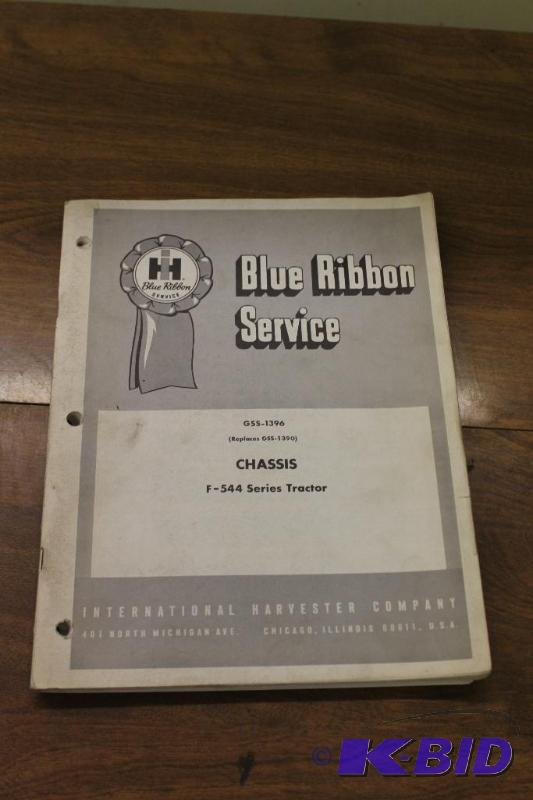 IH
Blue Ribbon
SERVICE
Blue Ribbon
Service
GSS-1396
(Replaces GSS-1390)
CHASSIS
F-544 Series Tractor
INTERNATIONAL HARVESTER COMPANY
401 NORTH MICHIGAN AVE. CHICAGO, ILLINOIS 60611, U.S.A.
© K-BID